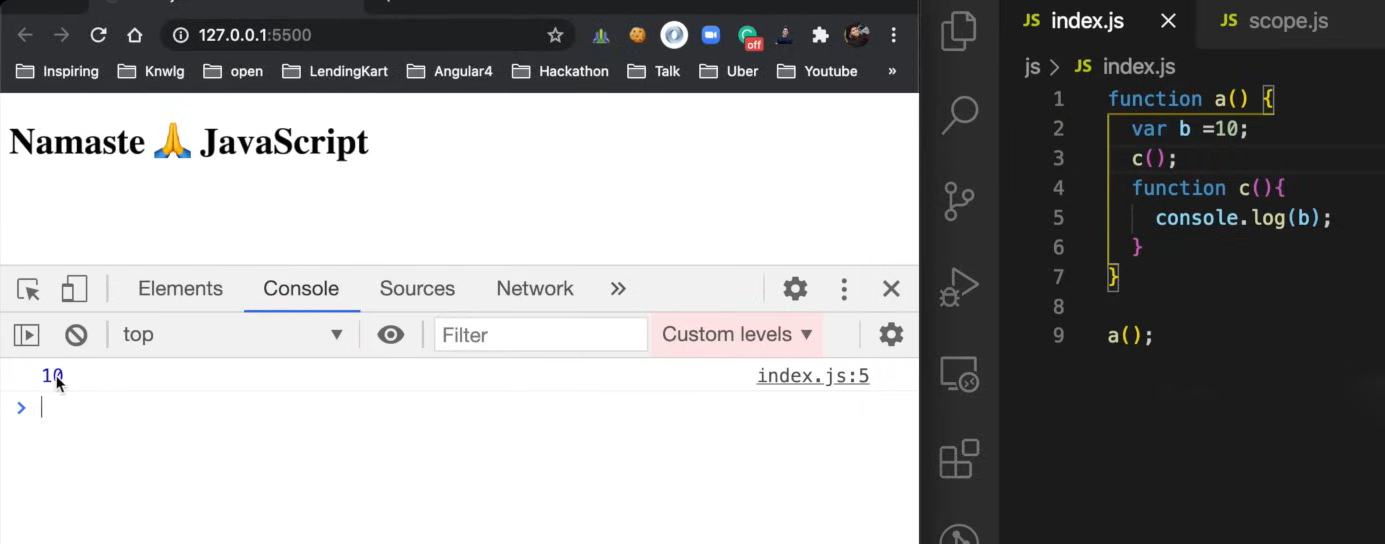 127.0.0.1:5500
off
Inspiring Knwlg open LendingKart Angular4 Hackathon Talk Uber Youtube »
Namaste 🙏 JavaScript
Elements Console Sources Network »
top ▼ Filter Custom levels ▼
10 index.js:5
>
JS index.js × JS scope.js
js > JS index.js
1 function a() {
2 var b =10;
3 c();
4 function c(){
5 console.log(b);
6 }
7 }
8
9 a();